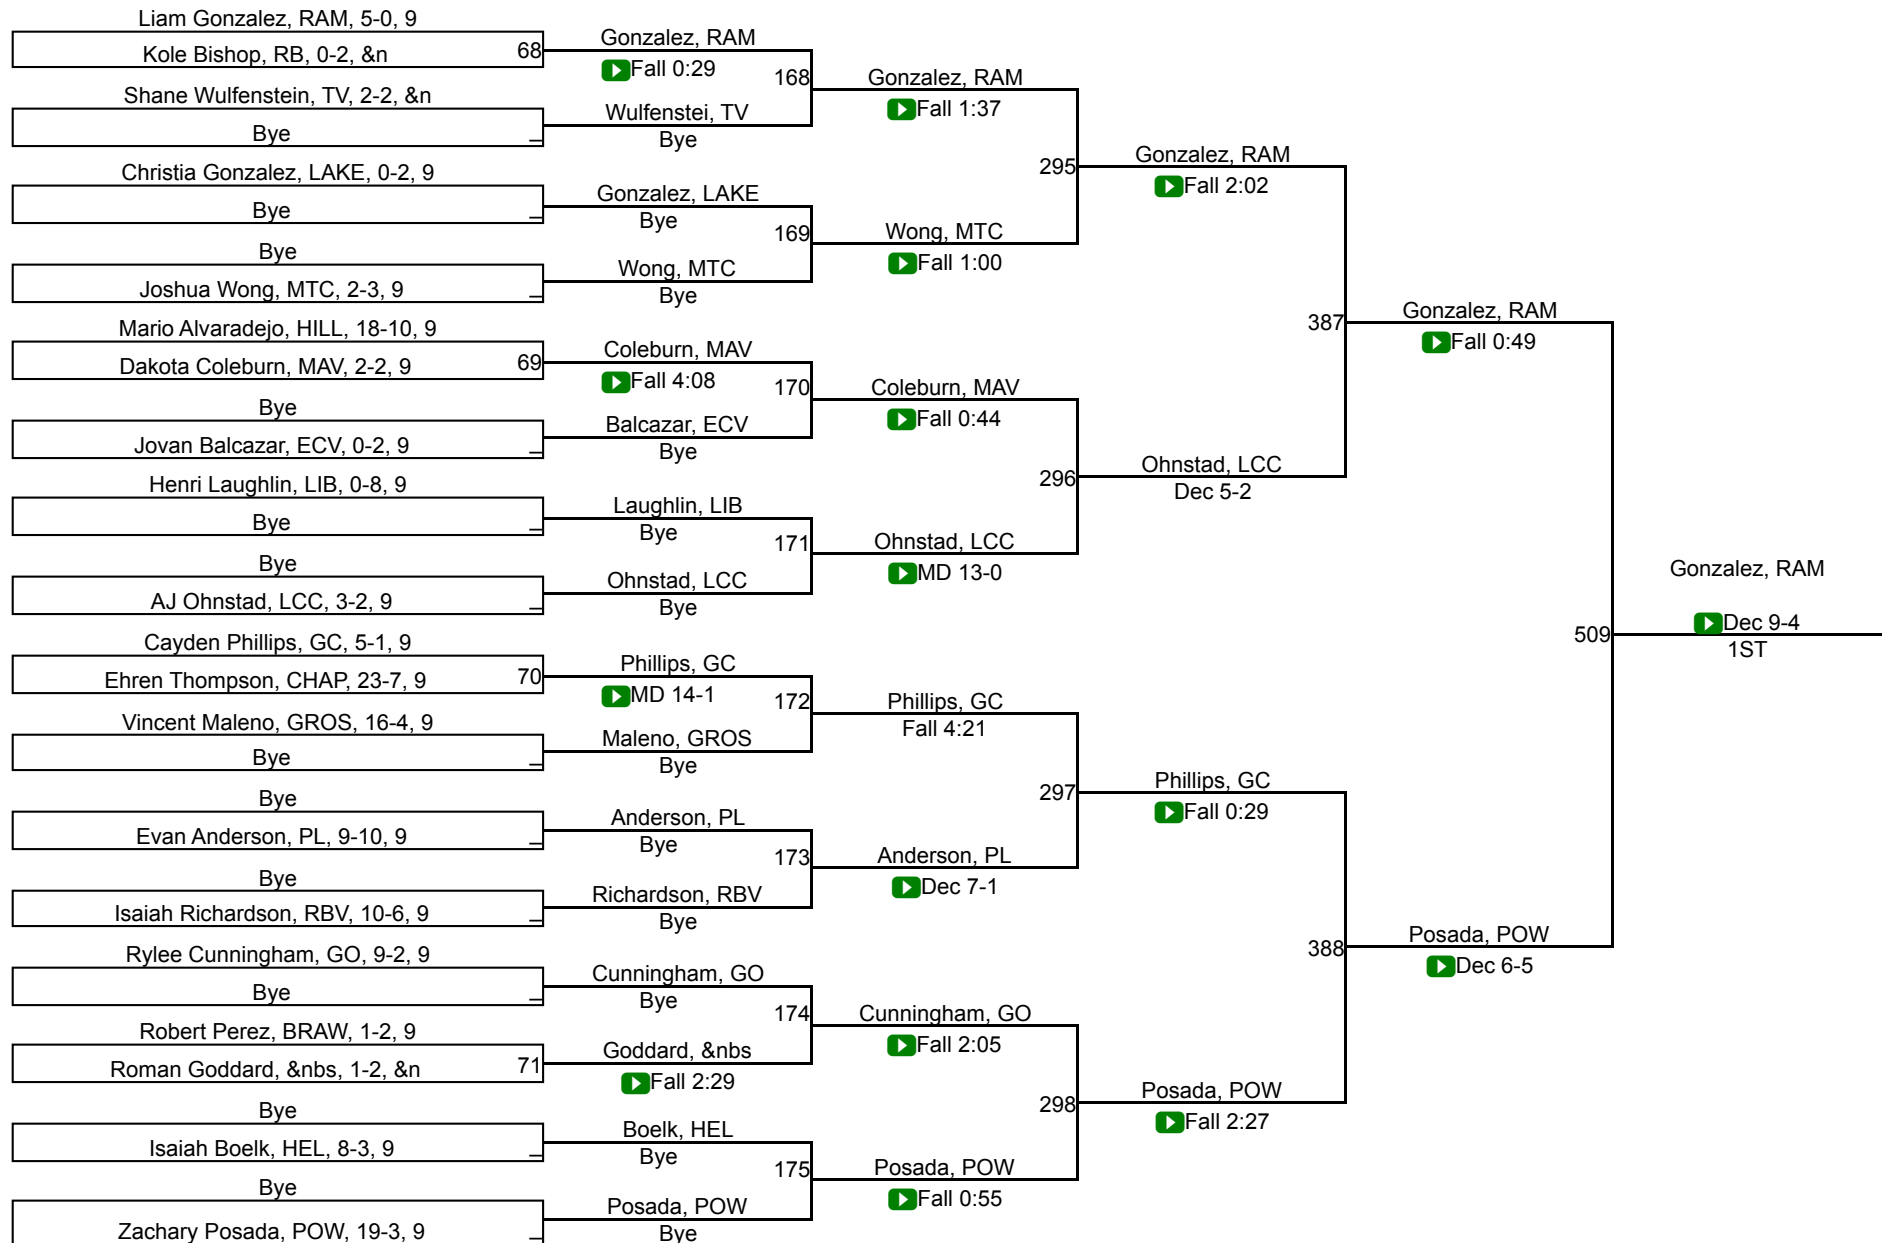 Liam Gonzalez, RAM, 5-0, 9
Kole Bishop, RB, 0-2, &n
68
Shane Wulfenstein, TV, 2-2, &n
Bye
Christia Gonzalez, LAKE, 0-2, 9
Bye
Bye
Joshua Wong, MTC, 2-3, 9
Mario Alvaradejo, HILL, 18-10, 9
Dakota Coleburn, MAV, 2-2, 9
69
Bye
Jovan Balcazar, ECV, 0-2, 9
Henri Laughlin, LIB, 0-8, 9
Bye
Bye
AJ Ohnstad, LCC, 3-2, 9
Cayden Phillips, GC, 5-1, 9
Ehren Thompson, CHAP, 23-7, 9
70
Vincent Maleno, GROS, 16-4, 9
Bye
Bye
Evan Anderson, PL, 9-10, 9
Bye
Isaiah Richardson, RBV, 10-6, 9
Rylee Cunningham, GO, 9-2, 9
Bye
Robert Perez, BRAW, 1-2, 9
Roman Goddard, &nbs, 1-2, &n
71
Bye
Isaiah Boelk, HEL, 8-3, 9
Bye
Zachary Posada, POW, 19-3, 9
Gonzalez, RAM
Fall 0:29
168
Wulfenstei, TV
Bye
Gonzalez, LAKE
Bye
169
Wong, MTC
Bye
Coleburn, MAV
Fall 4:08
170
Balcazar, ECV
Bye
Laughlin, LIB
Bye
171
Ohnstad, LCC
Bye
Phillips, GC
MD 14-1
172
Maleno, GROS
Bye
Anderson, PL
Bye
173
Richardson, RBV
Bye
Cunningham, GO
Bye
174
Goddard, &nbs
Fall 2:29
Boelk, HEL
Bye
175
Posada, POW
Bye
Gonzalez, RAM
Fall 1:37
295
Wong, MTC
Fall 1:00
Coleburn, MAV
Fall 0:44
296
Ohnstad, LCC
MD 13-0
Phillips, GC
Fall 4:21
297
Anderson, PL
Dec 7-1
Cunningham, GO
Fall 2:05
298
Posada, POW
Fall 0:55
Gonzalez, RAM
Fall 2:02
387
Ohnstad, LCC
Dec 5-2
Phillips, GC
Fall 0:29
388
Posada, POW
Fall 2:27
Gonzalez, RAM
Fall 0:49
509
Posada, POW
Dec 6-5
Gonzalez, RAM
Dec 9-4
1ST